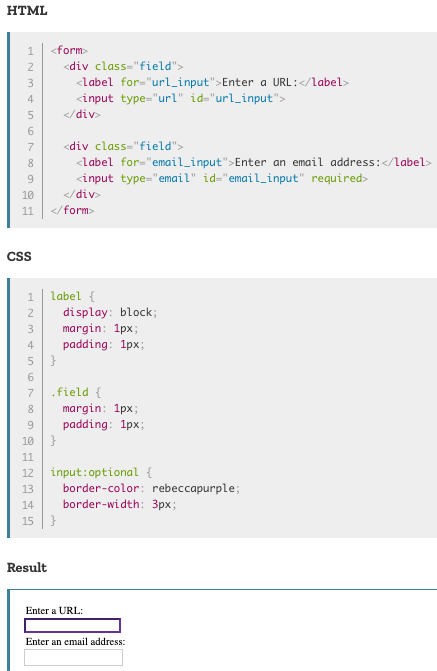 HTML
1 <form>
2   <div class="field">
3     <label for="url_input">Enter a URL:</label>
4     <input type="url" id="url_input">
5   </div>
6
7   <div class="field">
8     <label for="email_input">Enter an email address:</label>
9     <input type="email" id="email_input" required>
10   </div>
11 </form>
CSS
1 label {
2   display: block;
3   margin: 1px;
4   padding: 1px;
5 }
6
7 .field {
8   margin: 1px;
9   padding: 1px;
10 }
11
12 input:optional {
13   border-color: rebeccapurple;
14   border-width: 3px;
15 }
Result
Enter a URL:
Enter an email address: